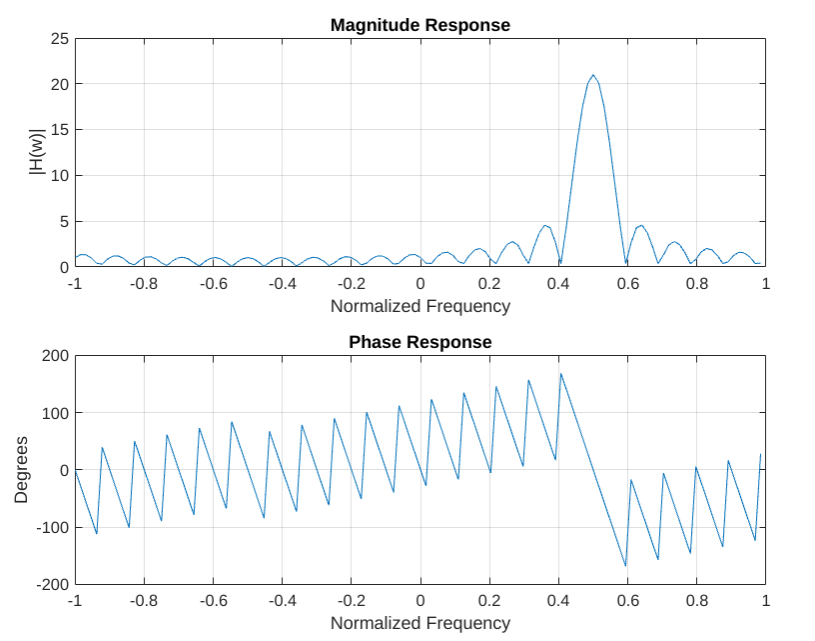 Magnitude Response
25
20
15
10
5
0
|H(w)|
-1 -0.8 -0.6 -0.4 -0.2 0 0.2 0.4 0.6 0.8 1
Normalized Frequency
Phase Response
200
100
0
-100
-200
Degrees
-1 -0.8 -0.6 -0.4 -0.2 0 0.2 0.4 0.6 0.8 1
Normalized Frequency